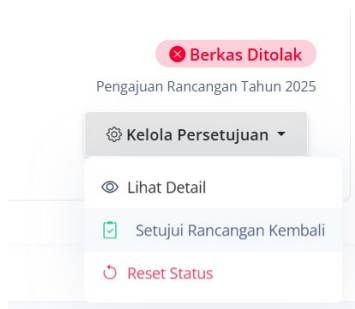 Berkas Ditolak
Pengajuan Rancangan Tahun 2025
Kelola Persetujuan
Lihat Detail
Setujui Rancangan Kembali
Reset Status